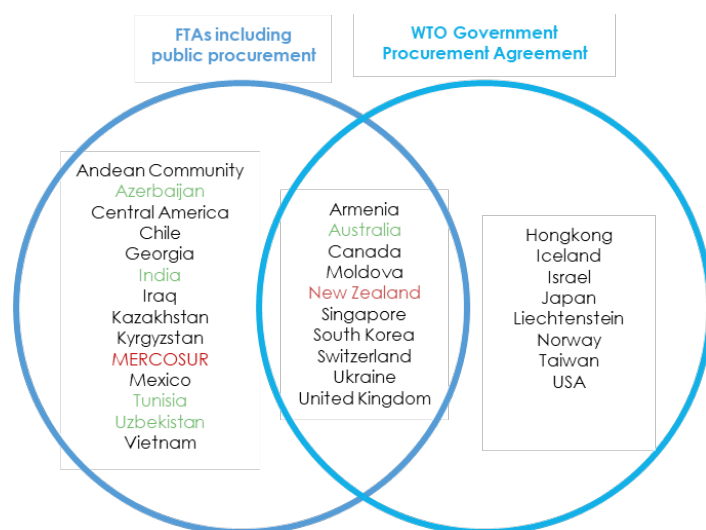 FTAs including
public procurement
WTO Government
Procurement Agreement
Andean Community
Azerbaijan
Central America
Chile
Georgia
India
Iraq
Kazakhstan
Kyrgyzstan
MERCOSUR
Mexico
Tunisia
Uzbekistan
Vietnam
Armenia
Australia
Canada
Moldova
New Zealand
Singapore
South Korea
Switzerland
Ukraine
United Kingdom
Hongkong
Iceland
Israel
Japan
Liechtenstein
Norway
Taiwan
USA